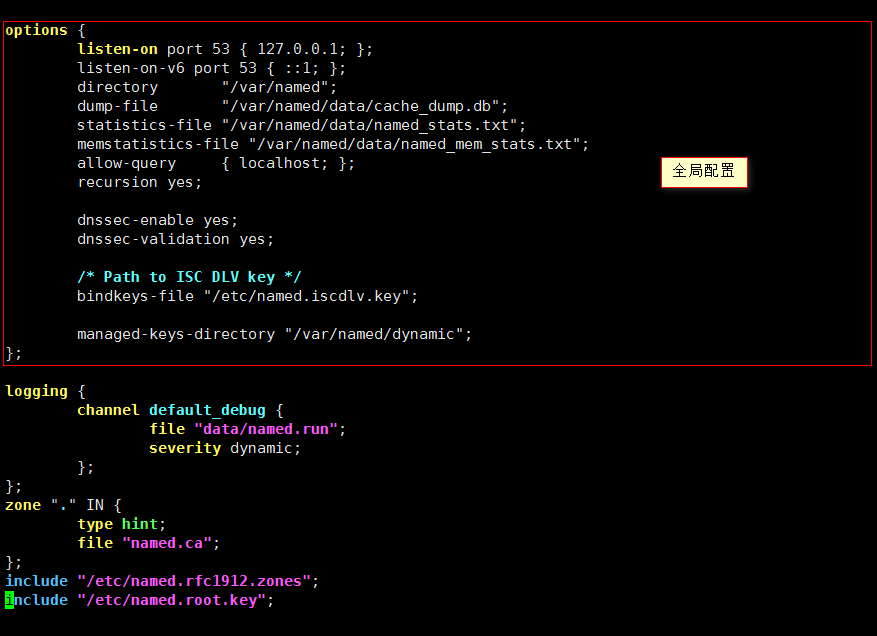 options {
        listen-on port 53 { 127.0.0.1; };
        listen-on-v6 port 53 { ::1; };
        directory       "/var/named";
        dump-file       "/var/named/data/cache_dump.db";
        statistics-file "/var/named/data/named_stats.txt";
        memstatistics-file "/var/named/data/named_mem_stats.txt";
        allow-query     { localhost; };
全局配置
        recursion yes;

        dnssec-enable yes;
        dnssec-validation yes;

        /* Path to ISC DLV key */
        bindkeys-file "/etc/named.iscdlv.key";

        managed-keys-directory "/var/named/dynamic";
};

logging {
        channel default_debug {
                file "data/named.run";
                severity dynamic;
        };
};
zone "." IN {
        type hint;
        file "named.ca";
};
include "/etc/named.rfc1912.zones";
include "/etc/named.root.key";